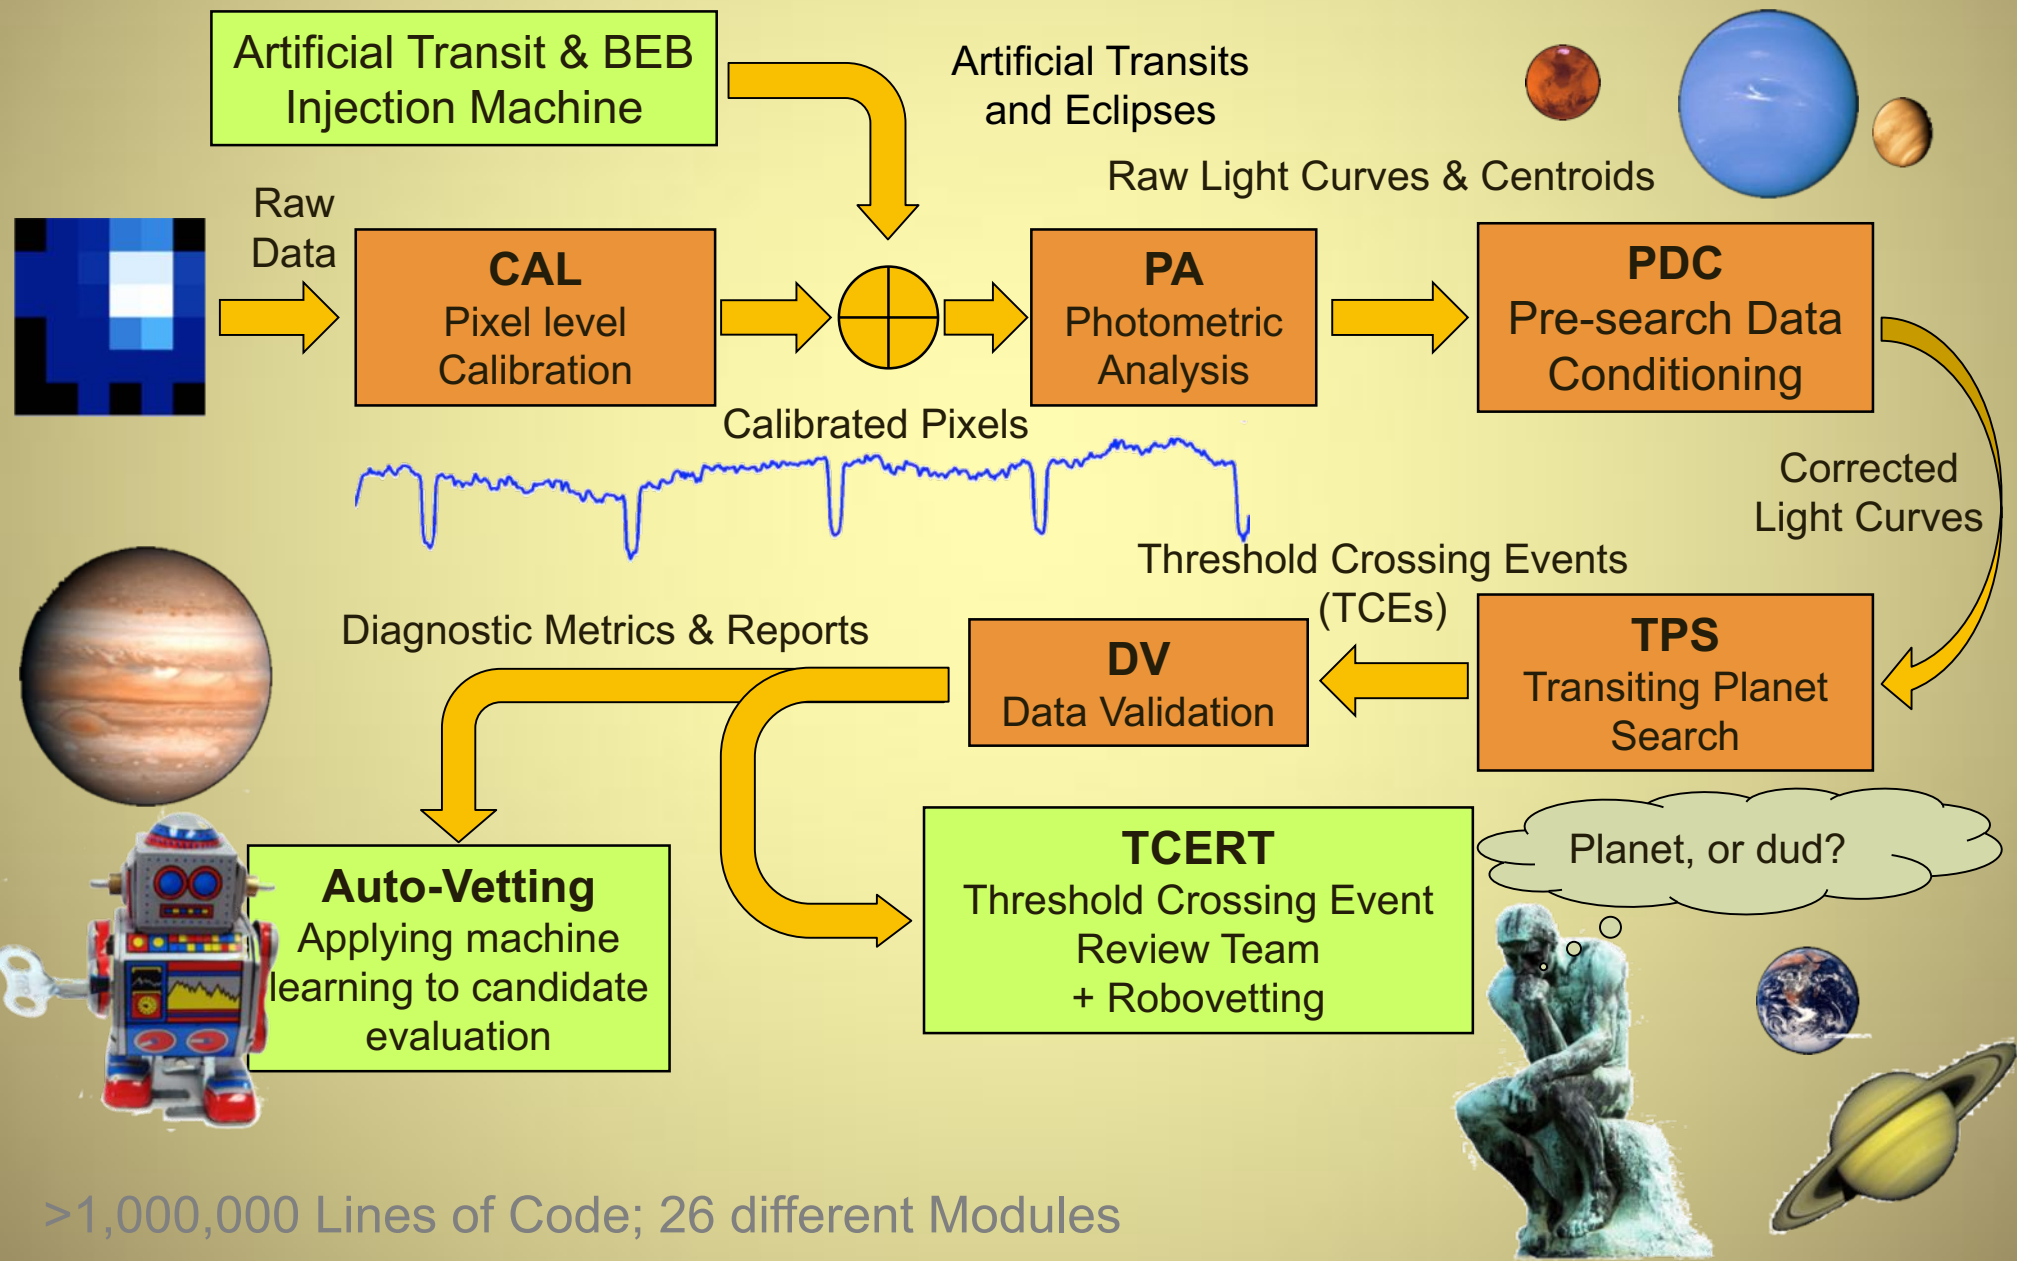 Artificial Transit & BEB
Injection Machine
Artificial Transits
and Eclipses
Raw Light Curves & Centroids
Raw
Data
CAL
Pixel level
Calibration
PA
Photometric
Analysis
PDC
Pre-search Data
Conditioning
Calibrated Pixels
Corrected
Light Curves
Threshold Crossing Events
(TCEs)
TPS
Transiting Planet
Search
DV
Data Validation
Diagnostic Metrics & Reports
Auto-Vetting
Applying machine
learning to candidate
evaluation
TCERT
Threshold Crossing Event
Review Team
+ Robovetting
Planet, or dud?
>1,000,000 Lines of Code; 26 different Modules